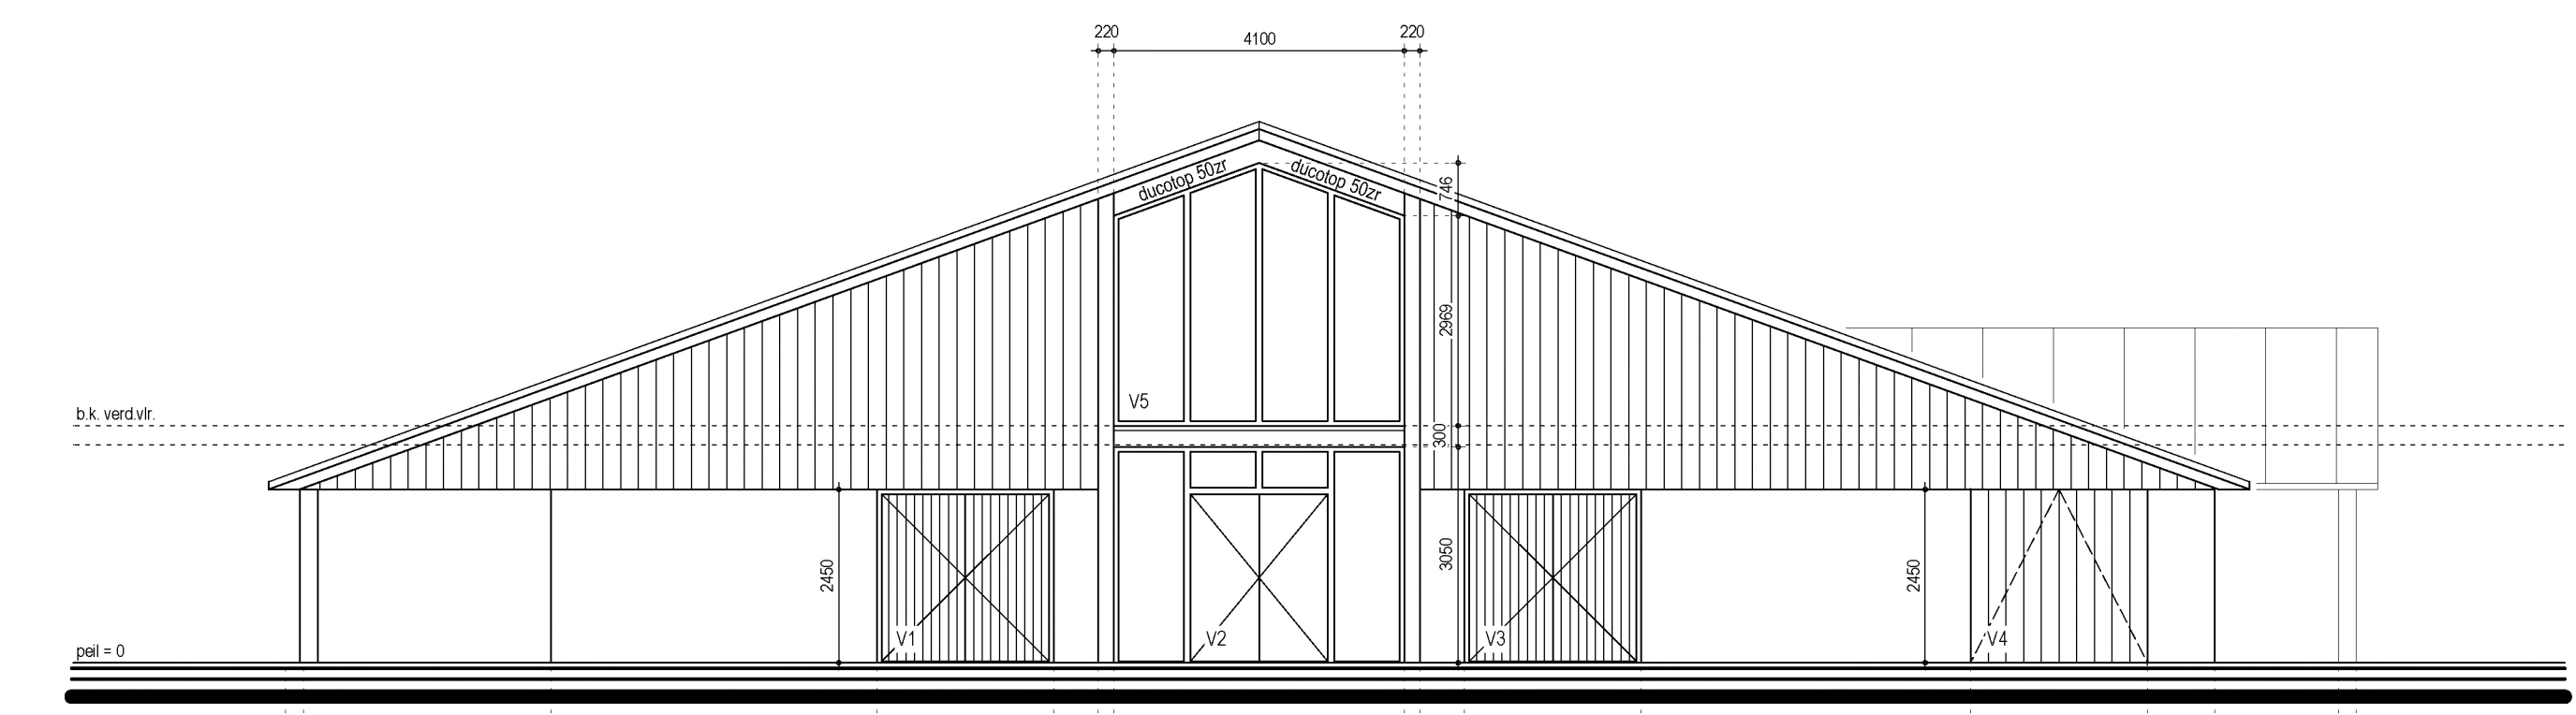 220
4100
220
ducotop 50zr
ducotop 50zr
746
2969
V5
b.k. verd.vlr.
300
2450
3050
2450
V1
V2
V3
V4
peil = 0